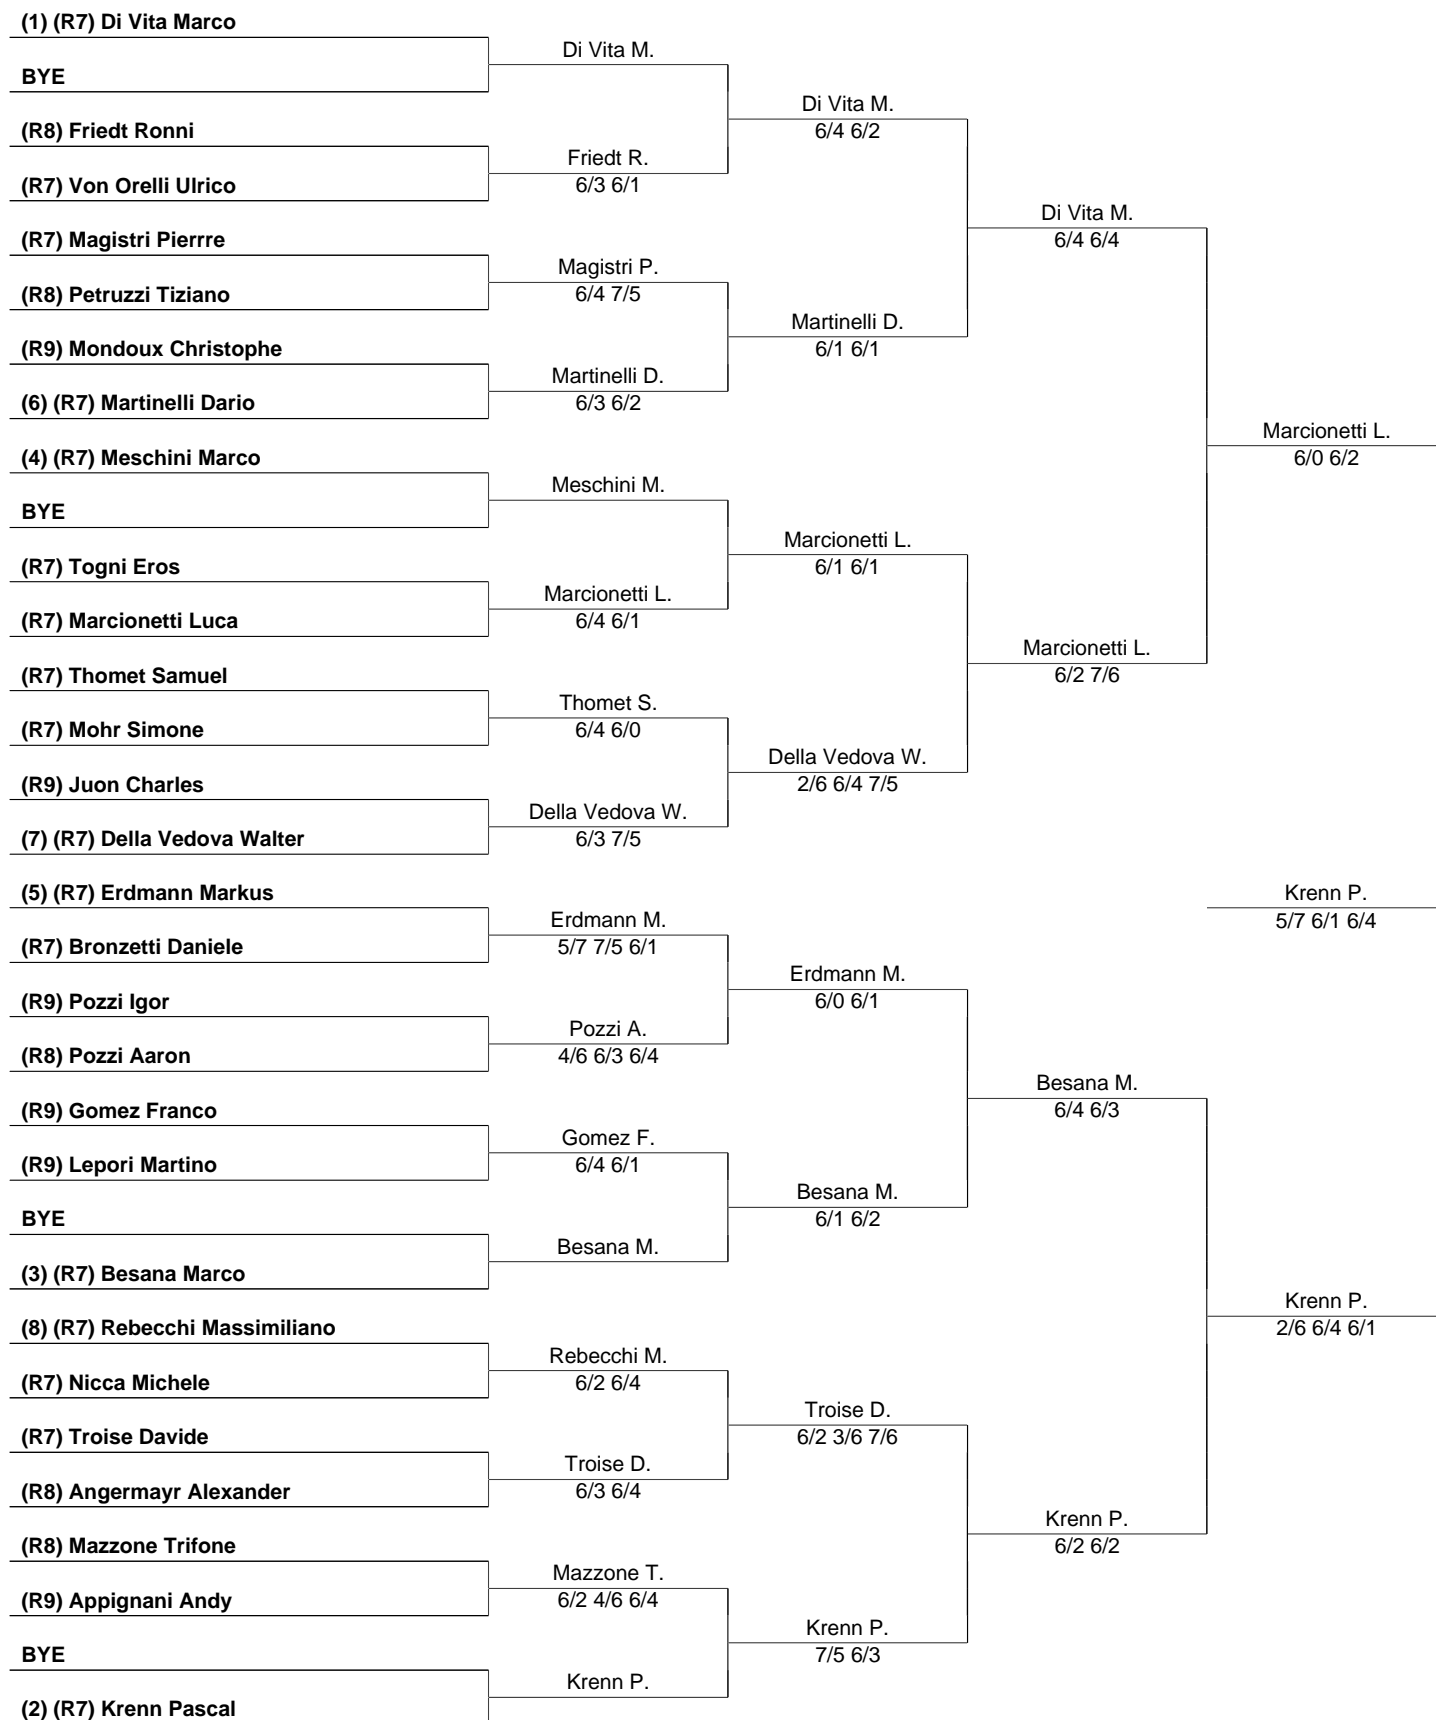 (1) (R7) Di Vita Marco
Di Vita M.
BYE
Di Vita M.
6/4 6/2
(R8) Friedt Ronni
Friedt R.
6/3 6/1
(R7) Von Orelli Ulrico
Di Vita M.
6/4 6/4
(R7) Magistri Pierrre
Magistri P.
6/4 7/5
(R8) Petruzzi Tiziano
Martinelli D.
6/1 6/1
(R9) Mondoux Christophe
Martinelli D.
6/3 6/2
(6) (R7) Martinelli Dario
Marcionetti L.
6/0 6/2
(4) (R7) Meschini Marco
Meschini M.
BYE
Marcionetti L.
6/1 6/1
(R7) Togni Eros
Marcionetti L.
6/4 6/1
(R7) Marcionetti Luca
Marcionetti L.
6/2 7/6
(R7) Thomet Samuel
Thomet S.
6/4 6/0
(R7) Mohr Simone
Della Vedova W.
2/6 6/4 7/5
(R9) Juon Charles
Della Vedova W.
6/3 7/5
(7) (R7) Della Vedova Walter
(5) (R7) Erdmann Markus
Krenn P.
5/7 6/1 6/4
Erdmann M.
5/7 7/5 6/1
(R7) Bronzetti Daniele
Erdmann M.
6/0 6/1
(R9) Pozzi Igor
Pozzi A.
4/6 6/3 6/4
(R8) Pozzi Aaron
Besana M.
6/4 6/3
(R9) Gomez Franco
Gomez F.
6/4 6/1
(R9) Lepori Martino
Besana M.
6/1 6/2
BYE
Besana M.
(3) (R7) Besana Marco
Krenn P.
2/6 6/4 6/1
(8) (R7) Rebecchi Massimiliano
Rebecchi M.
6/2 6/4
(R7) Nicca Michele
Troise D.
6/2 3/6 7/6
(R7) Troise Davide
Troise D.
6/3 6/4
(R8) Angermayr Alexander
Krenn P.
6/2 6/2
(R8) Mazzone Trifone
Mazzone T.
6/2 4/6 6/4
(R9) Appignani Andy
Krenn P.
7/5 6/3
BYE
Krenn P.
(2) (R7) Krenn Pascal